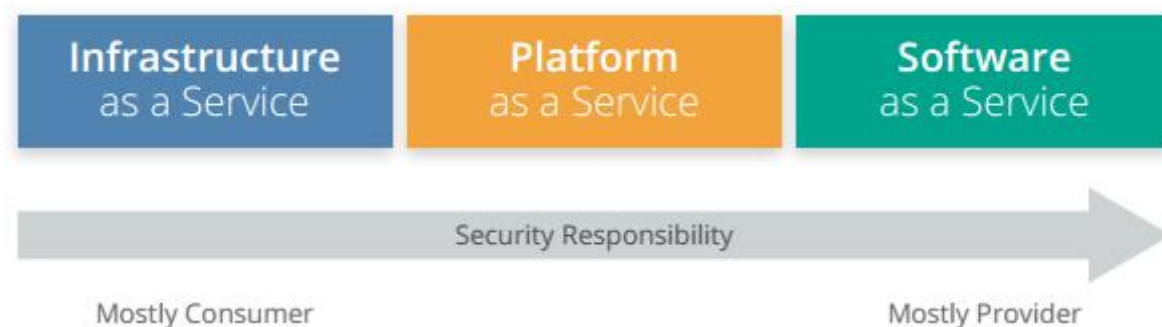 Infrastructure
as a Service
Platform
as a Service
Software
as a Service
Security Responsibility
Mostly Consumer
Mostly Provider